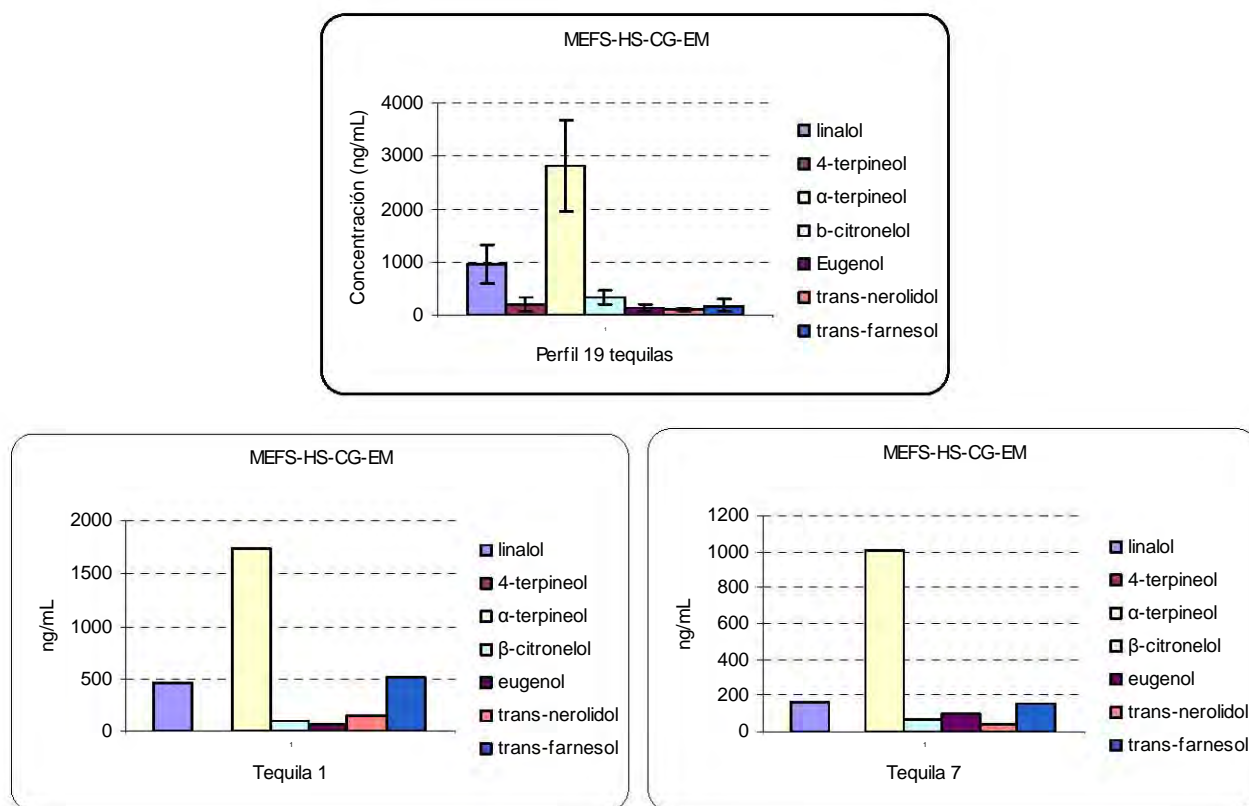 MEFS-HS-CG-EM
Concentración (ng/mL)
4000
3000
2000
1000
0
1
Perfil 19 tequilas
linalol
4-terpineol
α-terpineol
b-citronelol
Eugenol
trans-nerolidol
trans-farnesol
MEFS-HS-CG-EM
ng/mL
2000
1500
1000
500
0
1
Tequila 1
linalol
4-terpineol
α-terpineol
β-citronelol
eugenol
trans-nerolidol
trans-farnesol
MEFS-HS-CG-EM
ng/mL
1200
1000
800
600
400
200
0
1
Tequila 7
linalol
4-terpineol
α-terpineol
β-citronelol
eugenol
trans-nerolidol
trans-farnesol